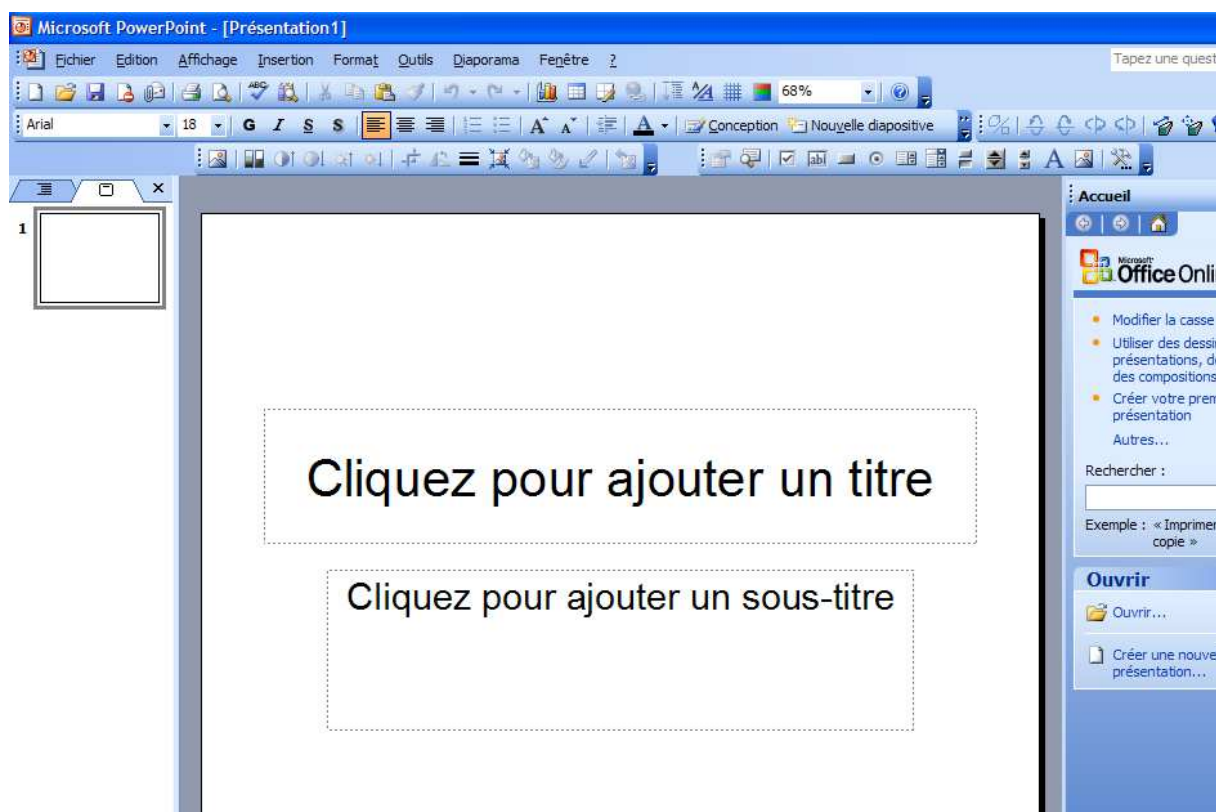 Microsoft PowerPoint - [Présentation1]
Fichier Edition Affichage Insertion Format Outils Diaporama Fenêtre ? Tapez une quest
68%
Arial 18 G I S S A A A Conception Nouvelle diapositive
Accueil
1
Microsoft
Office Onli
Modifier la casse
Utiliser des dessi
présentations, d
des compositions
Créer votre prem
présentation
Autres...
Rechercher :
Exemple : « Imprimer
copie »
Cliquez pour ajouter un titre
Cliquez pour ajouter un sous-titre
Ouvrir
Ouvrir...
Créer une nouve
présentation...